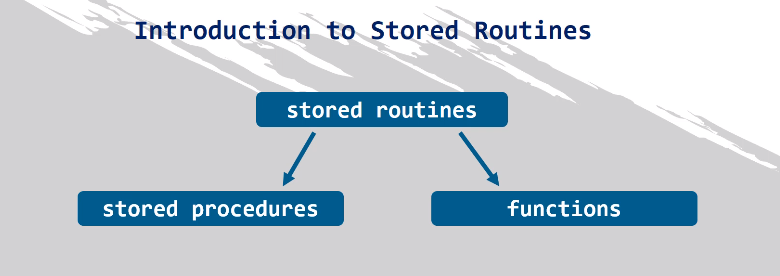 Introduction to Stored Routines
stored routines
stored procedures
functions